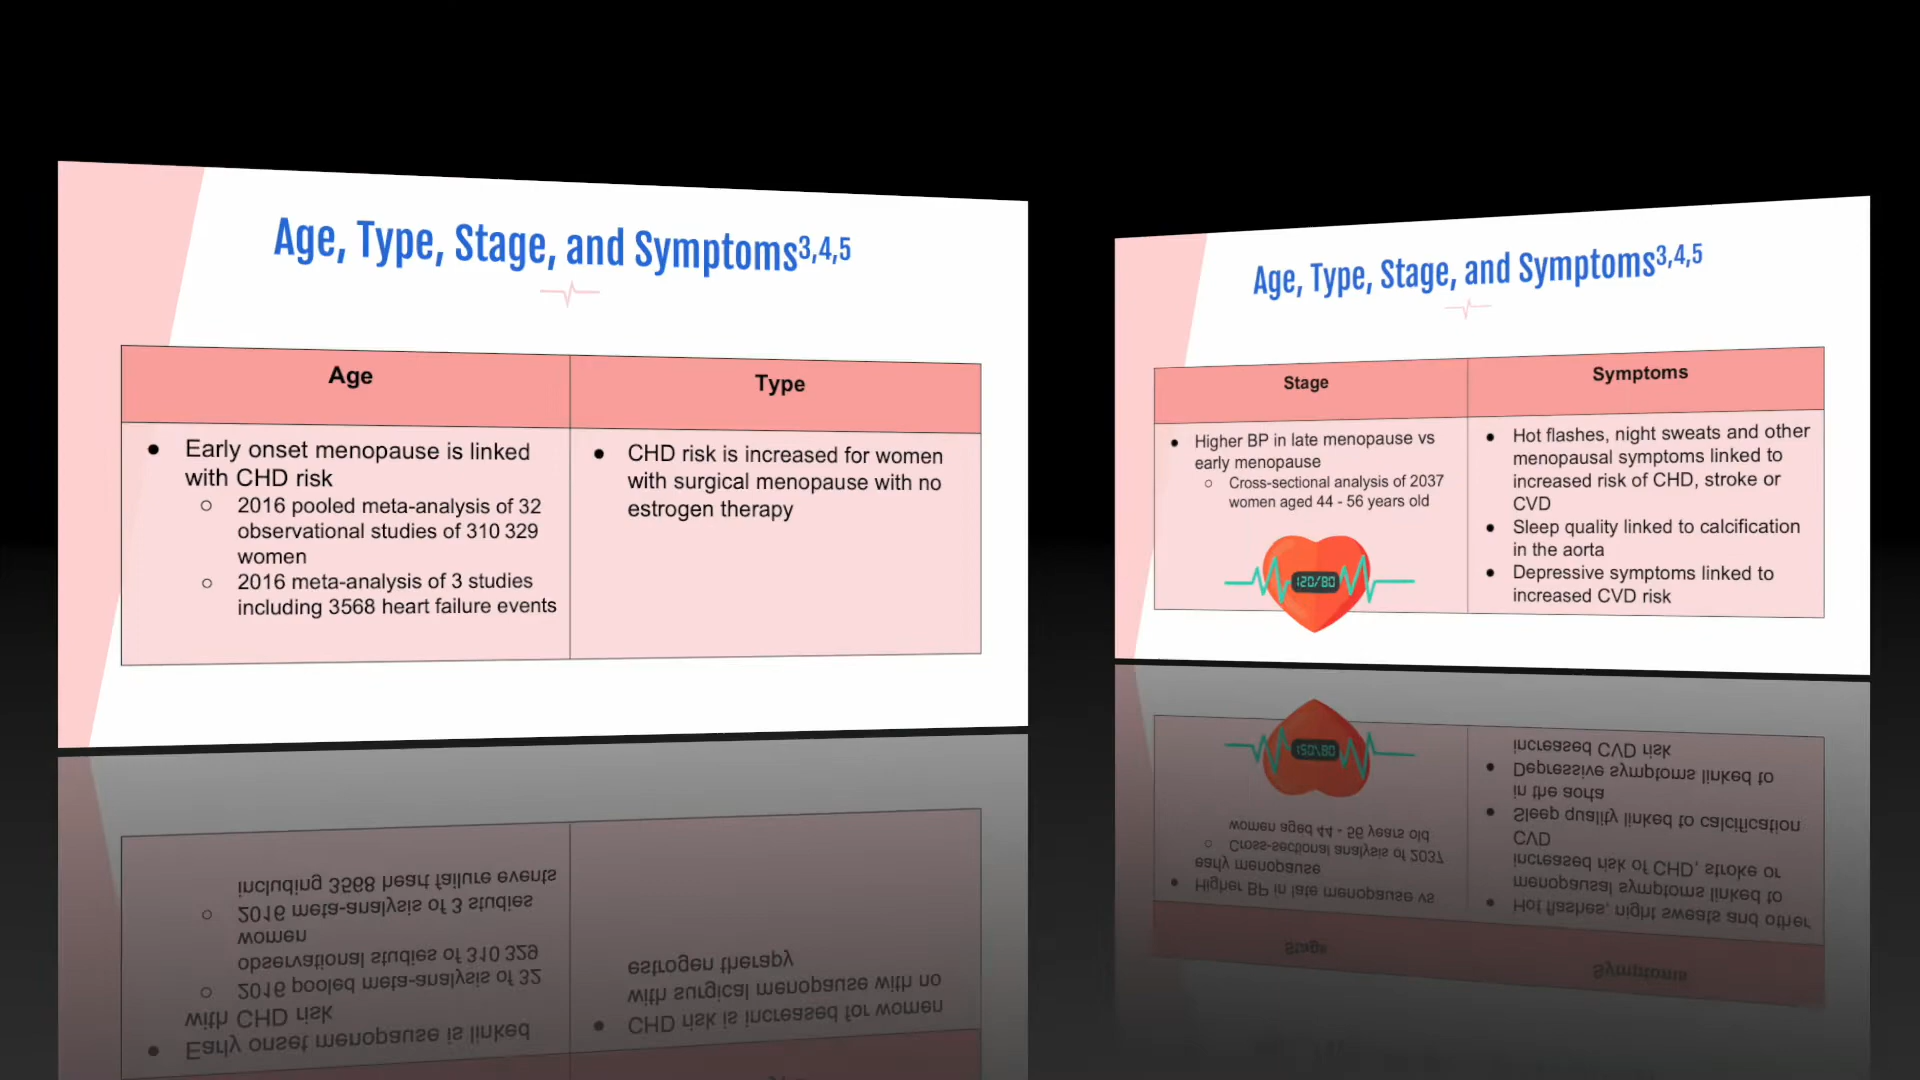 Age, Type, Stage, and Symptoms3,4,5
Age
Type
● Early onset menopause is linked
with CHD risk
○ 2016 pooled meta-analysis of 32
observational studies of 310 329
women
○ 2016 meta-analysis of 3 studies
including 3568 heart failure events
● CHD risk is increased for women
with surgical menopause with no
estrogen therapy
Age, Type, Stage, and Symptoms3,4,5
Stage
Symptoms
● Higher BP in late menopause vs
early menopause
○ Cross-sectional analysis of 2037
women aged 44 - 56 years old
120/80
● Hot flashes, night sweats and other
menopausal symptoms linked to
increased risk of CHD, stroke or
CVD
● Sleep quality linked to calcification
in the aorta
● Depressive symptoms linked to
increased CVD risk